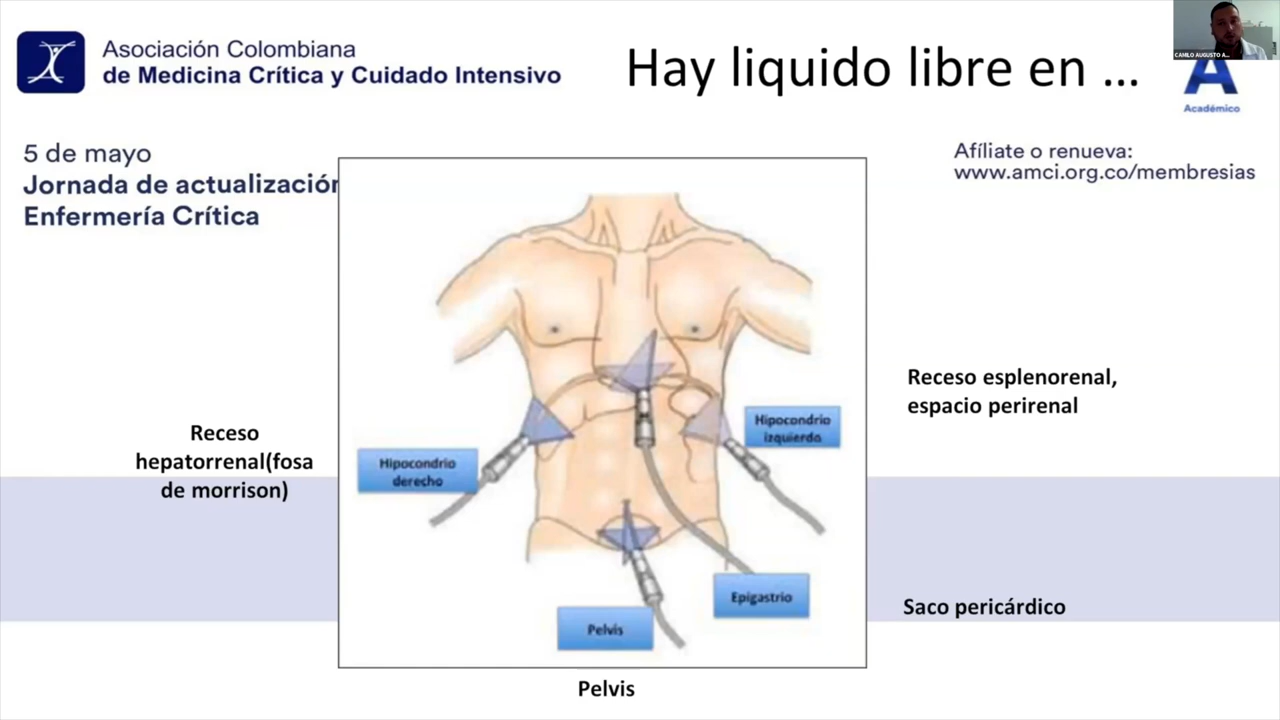 Asociación Colombiana
de Medicina Crítica y Cuidado Intensivo
Hay liquido libre en ...
CAMILO AUGUSTO A...
A
Académico
5 de mayo
Jornada de actualización
Enfermería Crítica
Afíliate o renueva:
www.amci.org.co/membresias
Receso esplenorenal,
espacio perirenal
Receso
hepatorrenal(fosa
de morrison)
Hipocondrio
izquierdo
Hipocondrio
derecho
Epigastrio
Saco pericárdico
Pelvis
Pelvis